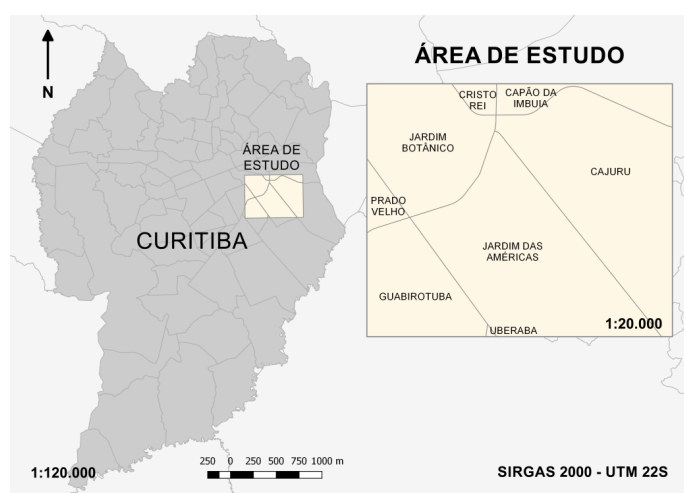 N
ÁREA DE
ESTUDO
CURITIBA
1:120.000
250 0 250 500 750 1000 m
ÁREA DE ESTUDO
CRISTO
REI
CAPÃO DA
IMBUIA
JARDIM
BOTÂNICO
CAJURU
PRADO
VELHO
JARDIM DAS
AMÉRICAS
GUABIROTUBA
UBERABA
1:20.000
SIRGAS 2000 - UTM 22S